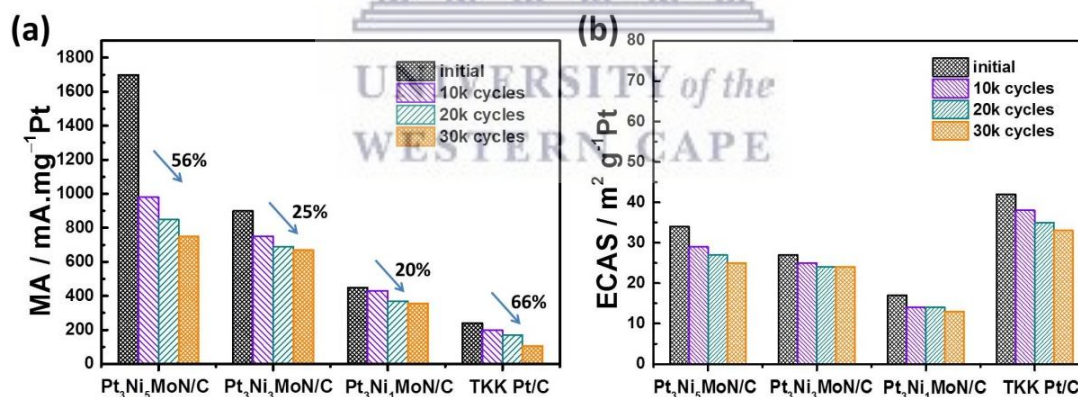 (a)
MA / mA.mg⁻¹Pt
1800
1600
1400
1200
1000
800
600
400
200
0
initial
10k cycles
20k cycles
30k cycles
56%
25%
20%
66%
Pt₃Ni₅MoN/C Pt₃Ni₃MoN/C Pt₃Ni₁MoN/C TKK Pt/C
(b)
ECAS / m² g⁻¹Pt
80
70
60
50
40
30
20
10
0
initial
10k cycles
20k cycles
30k cycles
Pt₃Ni₅MoN/C Pt₃Ni₃MoN/C Pt₃Ni₁MoN/C TKK Pt/C
UNIVERSITY of the
WESTERN CAPE